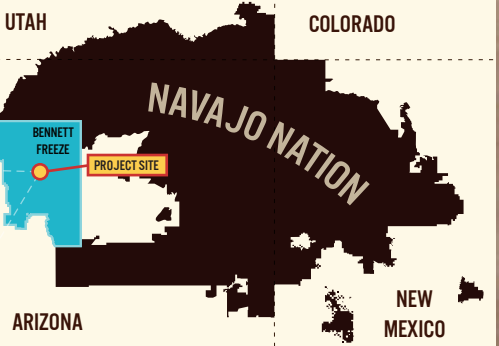 UTAH
COLORADO
NAVAJO NATION
BENNETT
FREEZE
PROJECT SITE
ARIZONA
NEW
MEXICO